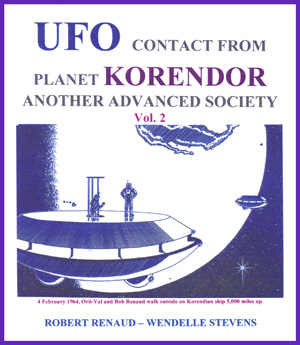 UFO CONTACT FROM
PLANET KORENDOR
ANOTHER ADVANCED SOCIETY
Vol. 2
4 February 1964, Orit-Val and Bob Renaud walk outside on Korendian ship 5,000 miles up.
ROBERT RENAUD – WENDELLE STEVENS